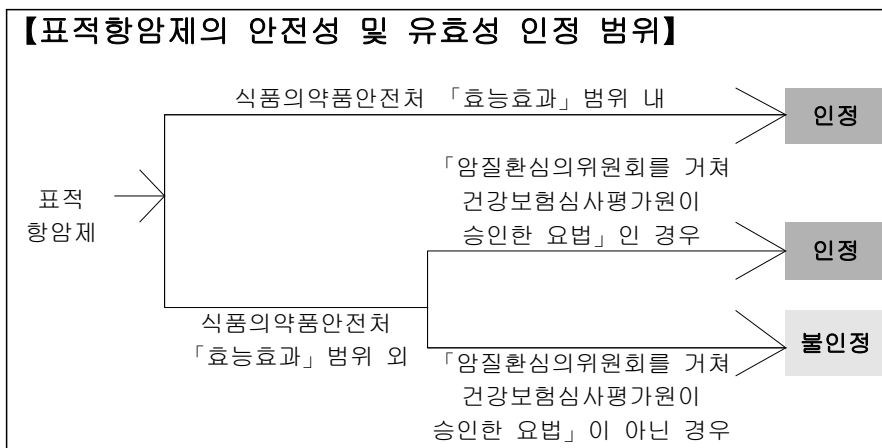 【표적항암제의 안전성 및 유효성 인정 범위】
식품의약품안전처 「효능효과」범위 내
인정
표적
항암제
「암질환심의위원회를 거쳐
건강보험심사평가원이
승인한 요법」인 경우
인정
식품의약품안전처
「효능효과」범위 외
불인정
「암질환심의위원회를 거쳐
건강보험심사평가원이
승인한 요법」이 아닌 경우